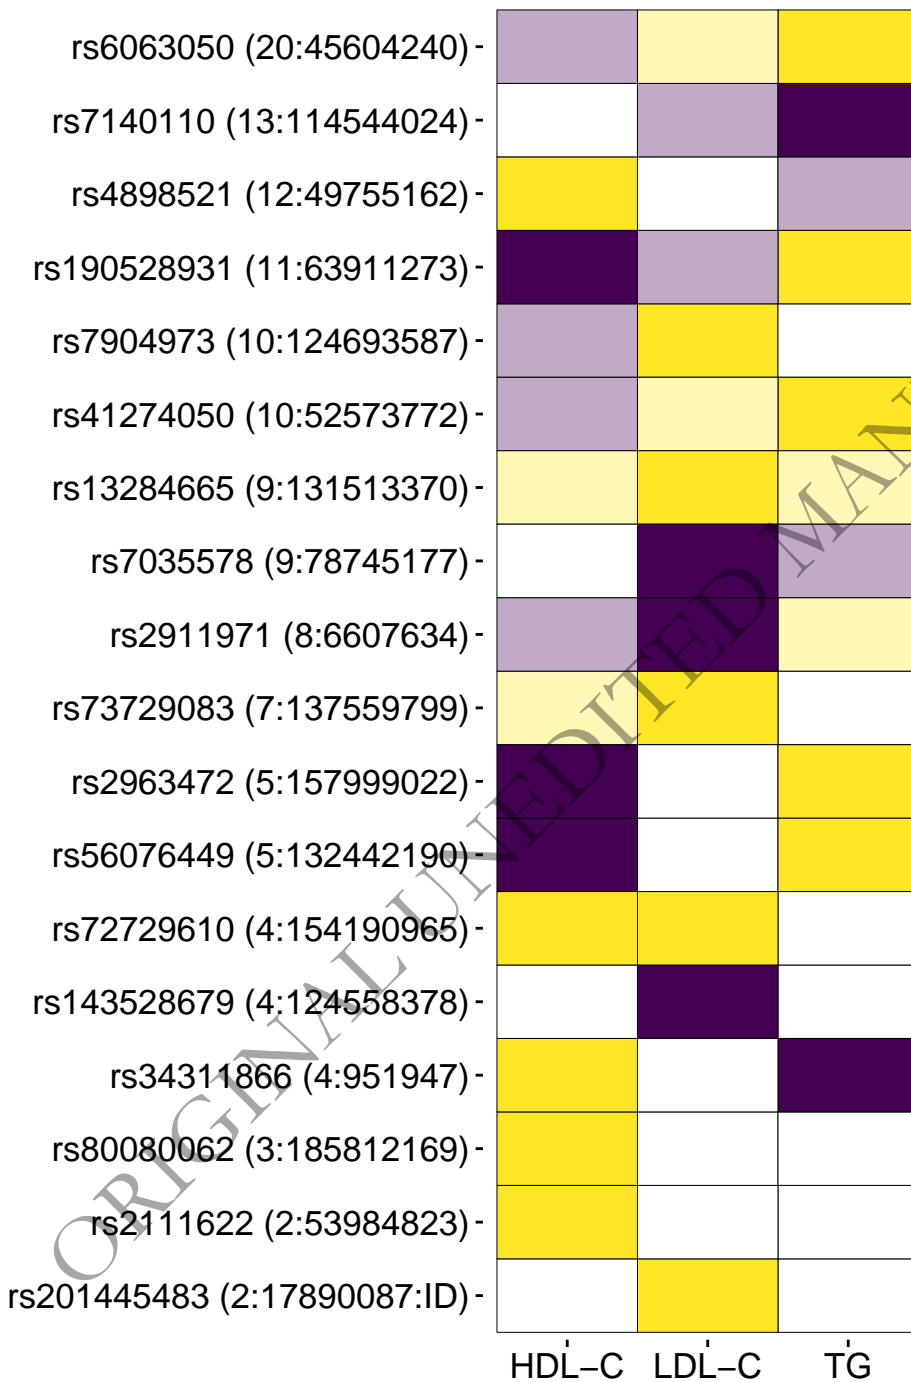 rs6063050 (20:45604240)
rs7140110 (13:114544024)
rs4898521 (12:49755162)
rs190528931 (11:63911273)
rs7904973 (10:124693587)
rs41274050 (10:52573772)
rs13284665 (9:131513370)
rs7035578 (9:78745177)
rs2911971 (8:6607634)
rs73729083 (7:137559799)
rs2963472 (5:157999022)
rs56076449 (5:132442190)
rs72729610 (4:154190965)
rs143528679 (4:124558378)
rs34311866 (4:951947)
rs80080062 (3:185812169)
rs2111622 (2:53984823)
rs201445483 (2:17890087:ID)
HDL−C LDL−C TG
ORIGINAL UNEDITED